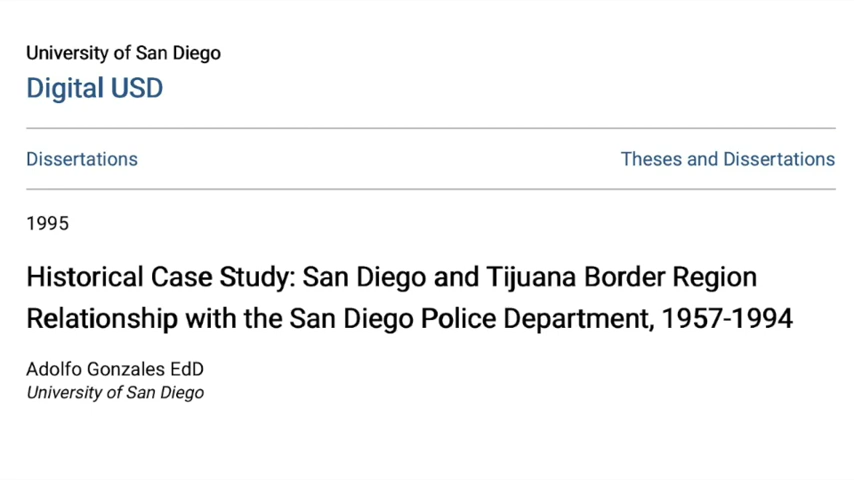 University of San Diego
Digital USD
Dissertations
Theses and Dissertations
1995
Historical Case Study: San Diego and Tijuana Border Region
Relationship with the San Diego Police Department, 1957-1994
Adolfo Gonzales EdD
University of San Diego